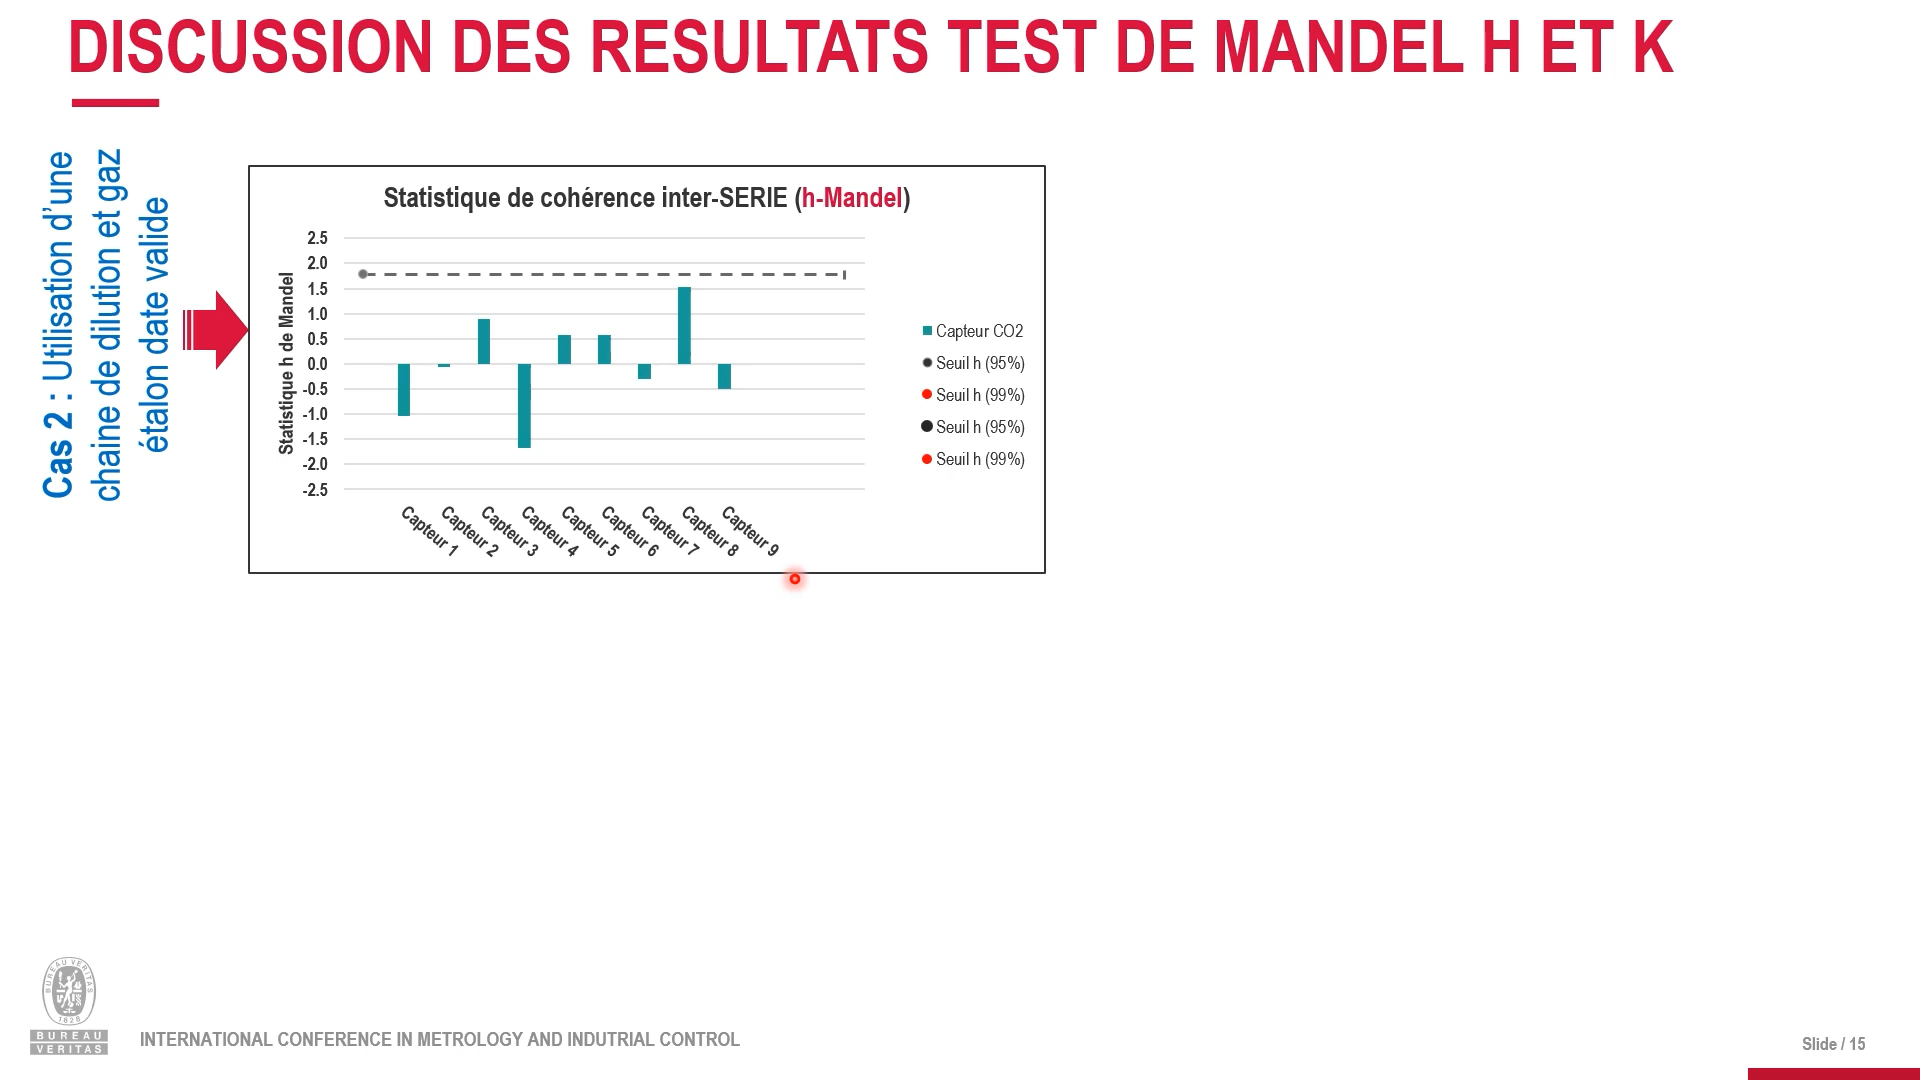 DISCUSSION DES RESULTATS TEST DE MANDEL H ET K
Cas 2 : Utilisation d'une
chaine de dilution et gaz
étalon date valide
Statistique de cohérence inter-SERIE (h-Mandel)
Statistique h de Mandel
2.5
2.0
1.5
1.0
0.5
0.0
-0.5
-1.0
-1.5
-2.0
-2.5
Capteur 1
Capteur 2
Capteur 3
Capteur 4
Capteur 5
Capteur 6
Capteur 7
Capteur 8
Capteur 9
Capteur CO2
Seuil h (95%)
Seuil h (99%)
Seuil h (95%)
Seuil h (99%)
BUREAU VERITAS
1828
BUREAU
VERITAS
INTERNATIONAL CONFERENCE IN METROLOGY AND INDUTRIAL CONTROL
Slide / 15